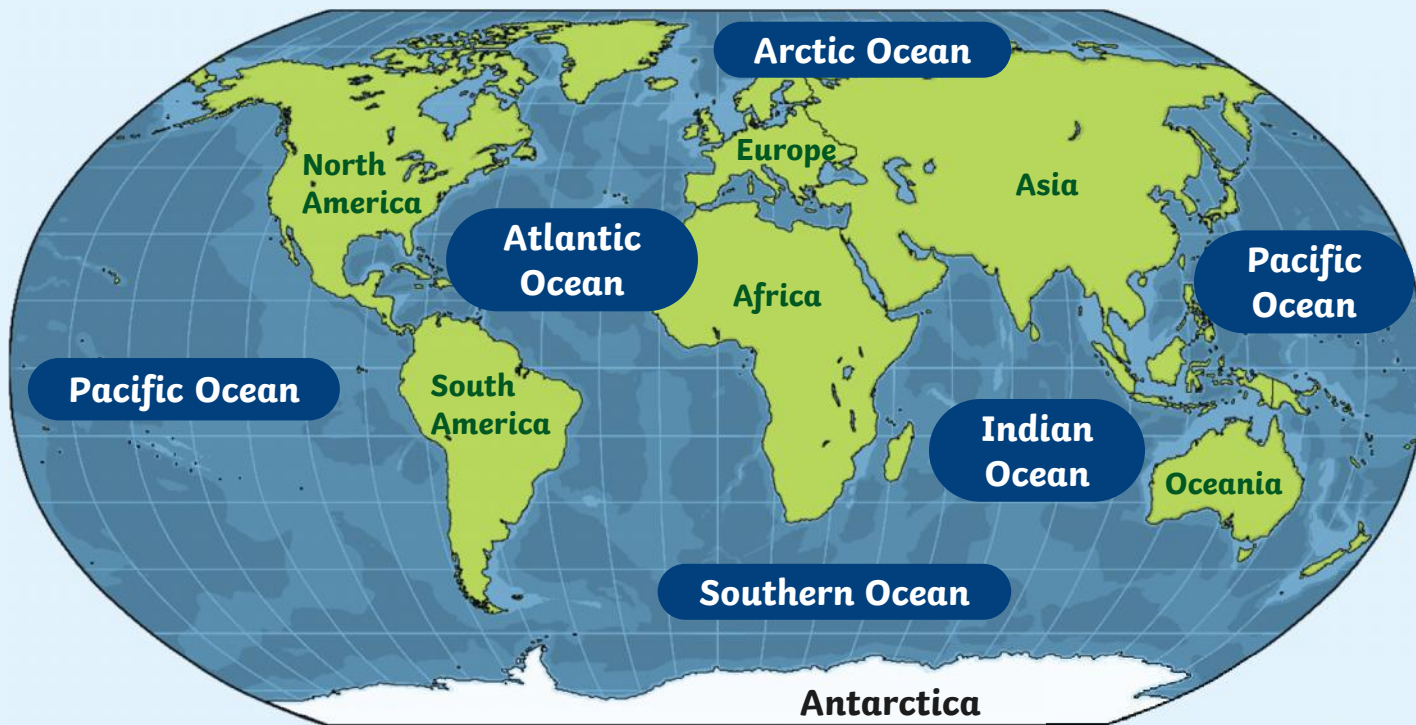 Arctic Ocean
North
America
Europe
Asia
Atlantic
Ocean
Africa
Pacific
Ocean
Pacific Ocean
South
America
Indian
Ocean
Oceania
Southern Ocean
Antarctica